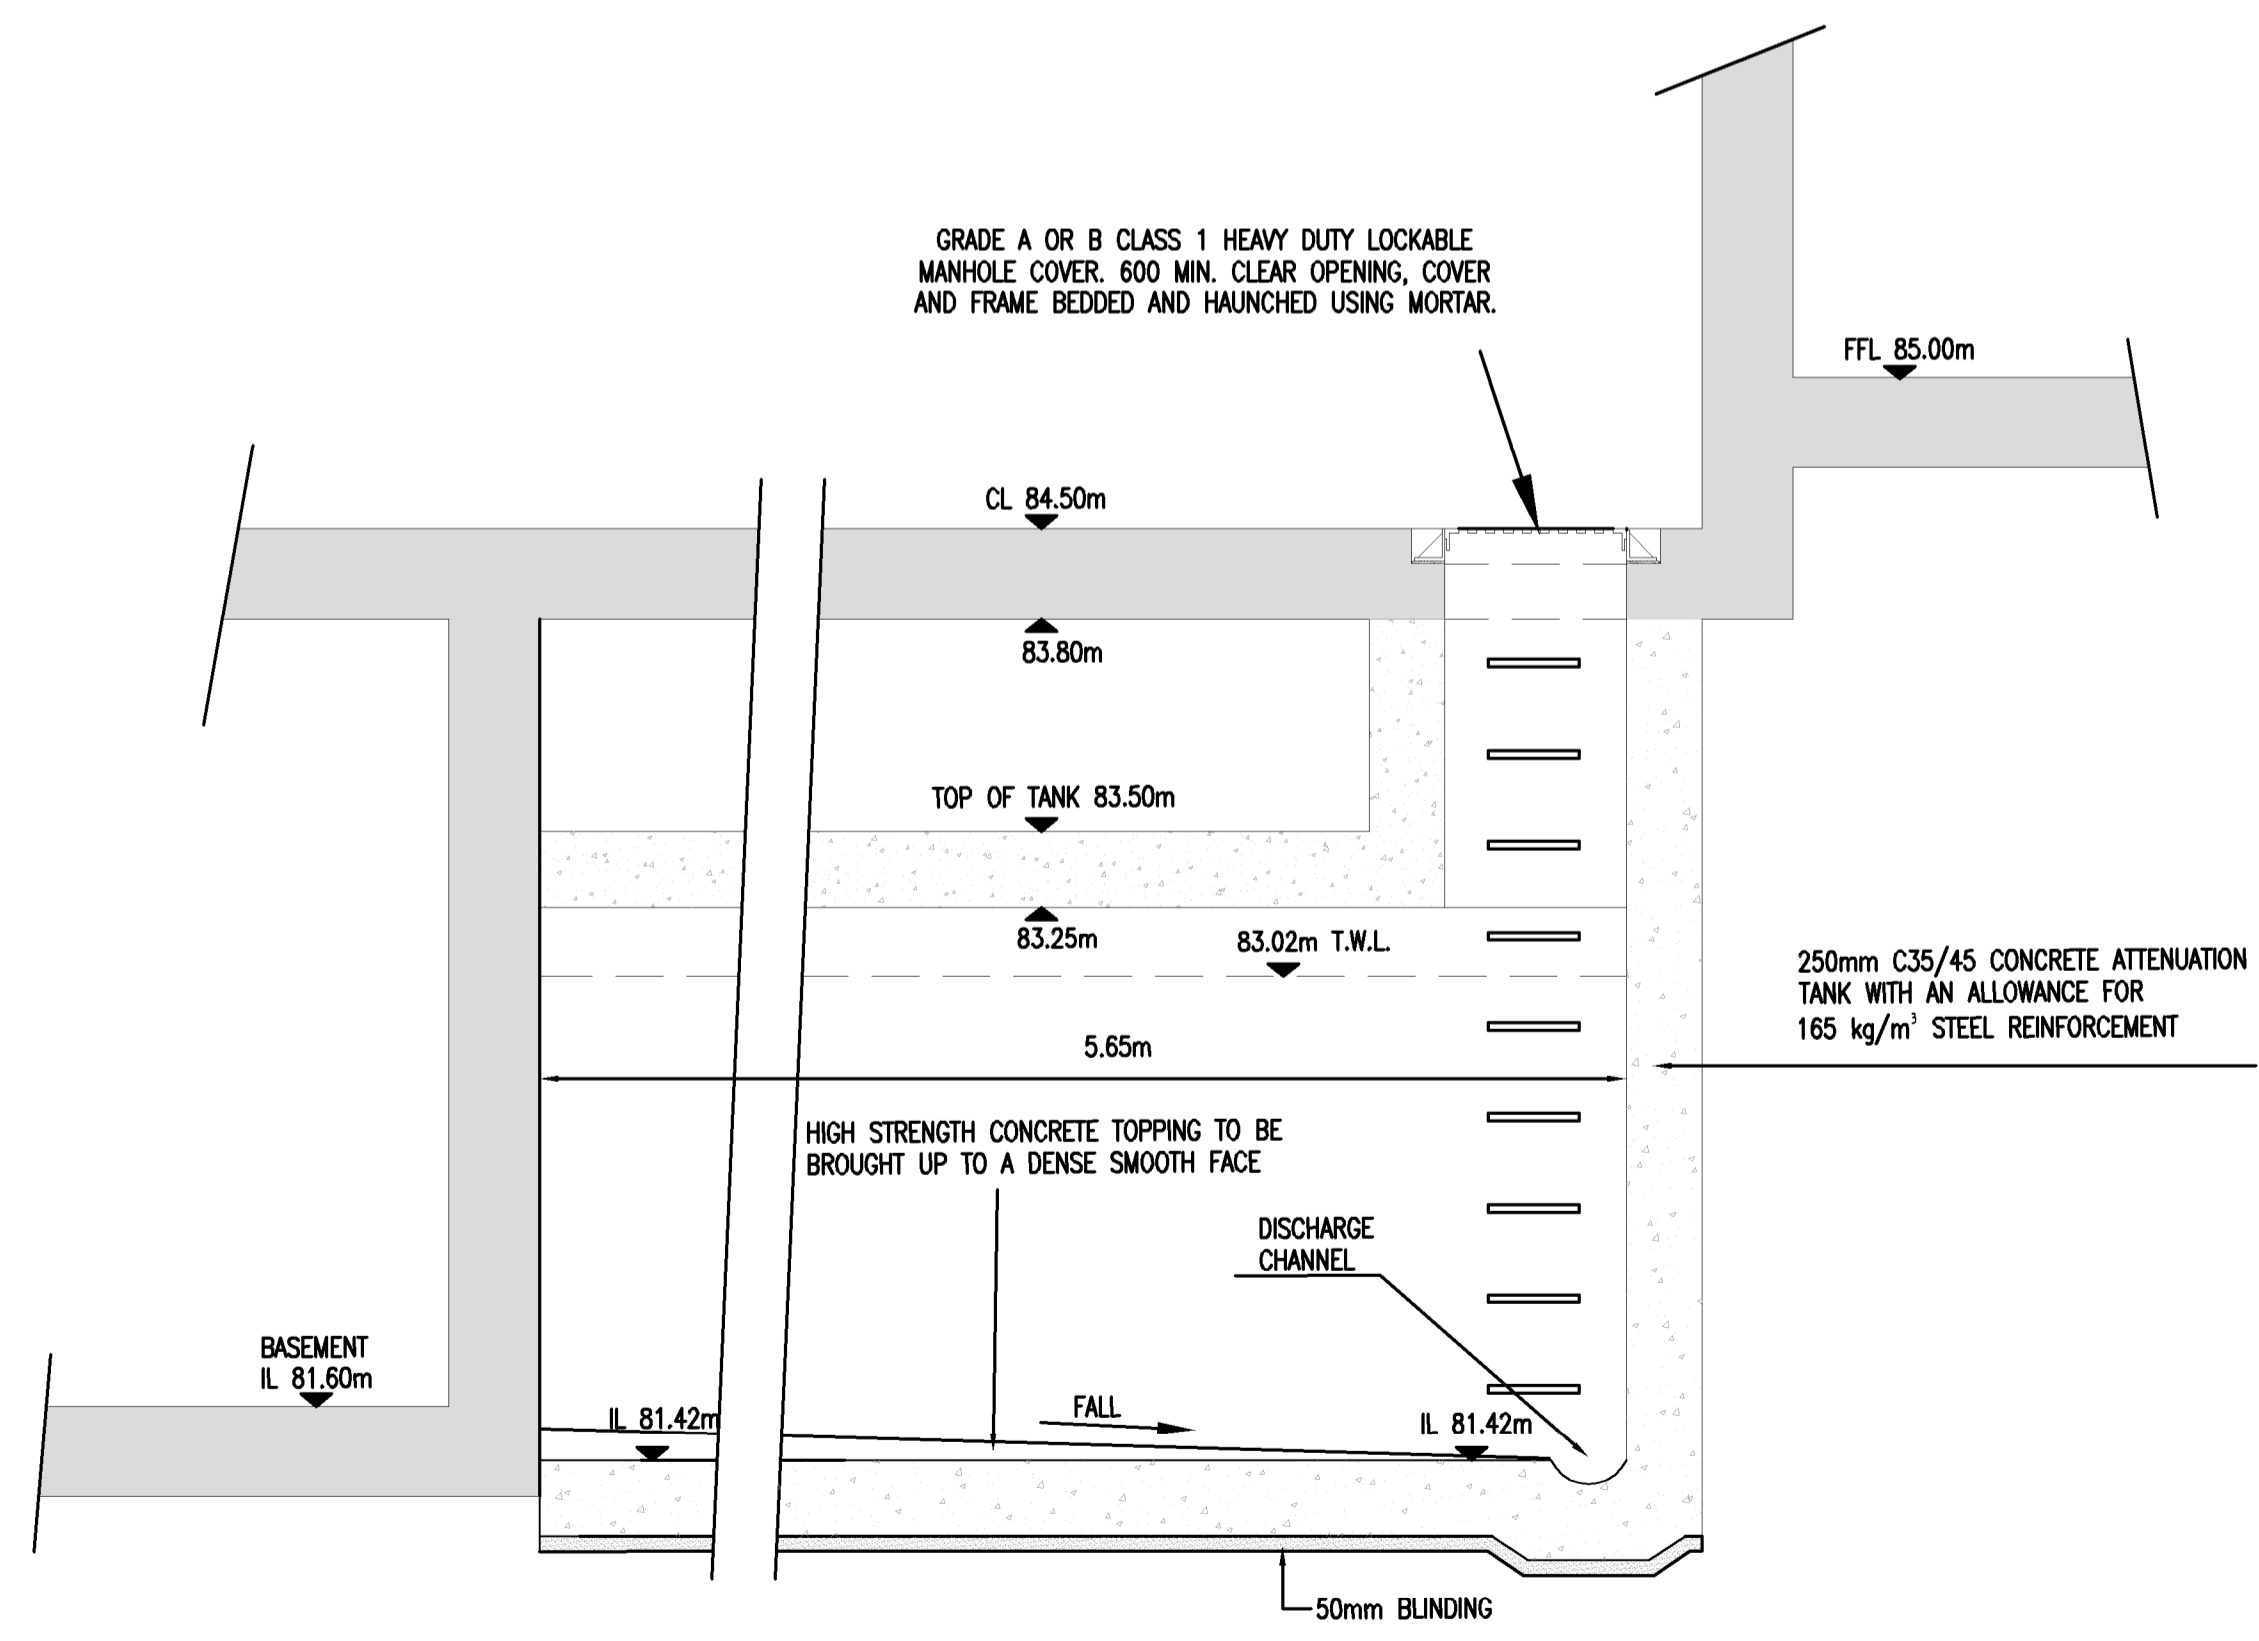 GRADE A OR B CLASS 1 HEAVY DUTY LOCKABLE
MANHOLE COVER. 600 MIN. CLEAR OPENING, COVER
AND FRAME BEDDED AND HAUNCHED USING MORTAR.
FFL 85.00m
CL 84.50m
83.80m
TOP OF TANK 83.50m
83.25m
83.02m T.W.L.
250mm C35/45 CONCRETE ATTENUATION
TANK WITH AN ALLOWANCE FOR
165 kg/m³ STEEL REINFORCEMENT
5.65m
HIGH STRENGTH CONCRETE TOPPING TO BE
BROUGHT UP TO A DENSE SMOOTH FACE
DISCHARGE
CHANNEL
BASEMENT
IL 81.60m
IL 81.42m
FALL
IL 81.42m
50mm BLINDING